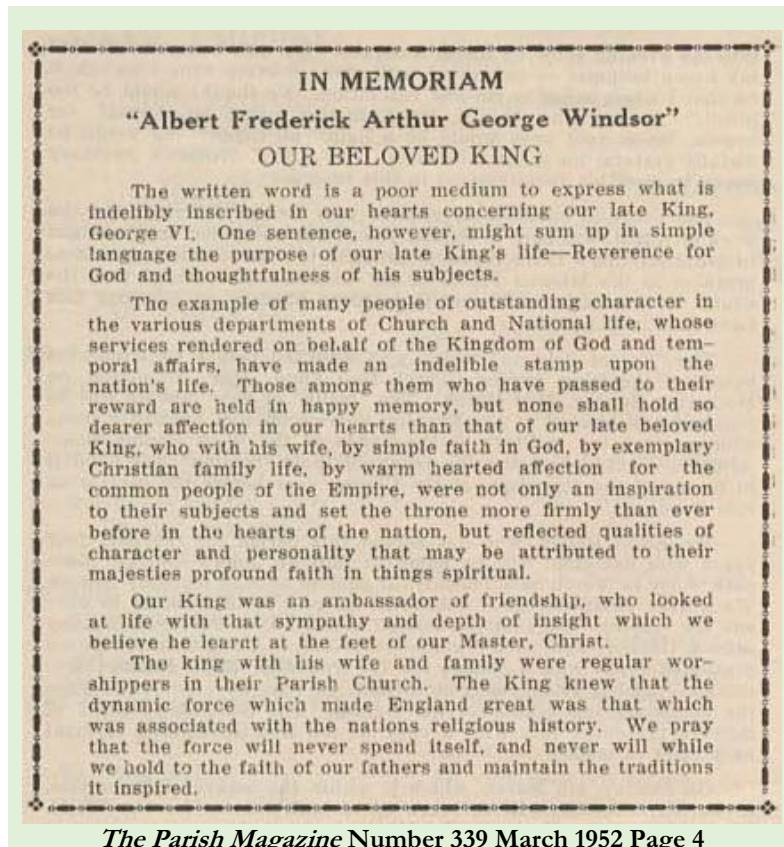 IN MEMORIAM
"Albert Frederick Arthur George Windsor"
OUR BELOVED KING
The written word is a poor medium to express what is
indelibly inscribed in our hearts concerning our late King,
George VI. One sentence, however, might sum up in simple
language the purpose of our late King's life—Reverence for
God and thoughtfulness of his subjects.
The example of many people of outstanding character in
the various departments of Church and National life, whose
services rendered on behalf of the Kingdom of God and tem-
poral affairs, have made an indelible stamp upon the
nation's life. Those among them who have passed to their
reward are held in happy memory, but none shall hold so
dearer affection in our hearts than that of our late beloved
King, who with his wife, by simple faith in God, by exemplary
Christian family life, by warm hearted affection for the
common people of the Empire, were not only an inspiration
to their subjects and set the throne more firmly than ever
before in the hearts of the nation, but reflected qualities of
character and personality that may be attributed to their
majesties profound faith in things spiritual.
Our King was an ambassador of friendship, who looked
at life with that sympathy and depth of insight which we
believe he learnt at the feet of our Master, Christ.
The king with his wife and family were regular wor-
shippers in their Parish Church. The King knew that the
dynamic force which made England great was that which
was associated with the nations religious history. We pray
that the force will never spend itself, and never will while
we hold to the faith of our fathers and maintain the traditions
it inspired.
The Parish Magazine Number 339 March 1952 Page 4